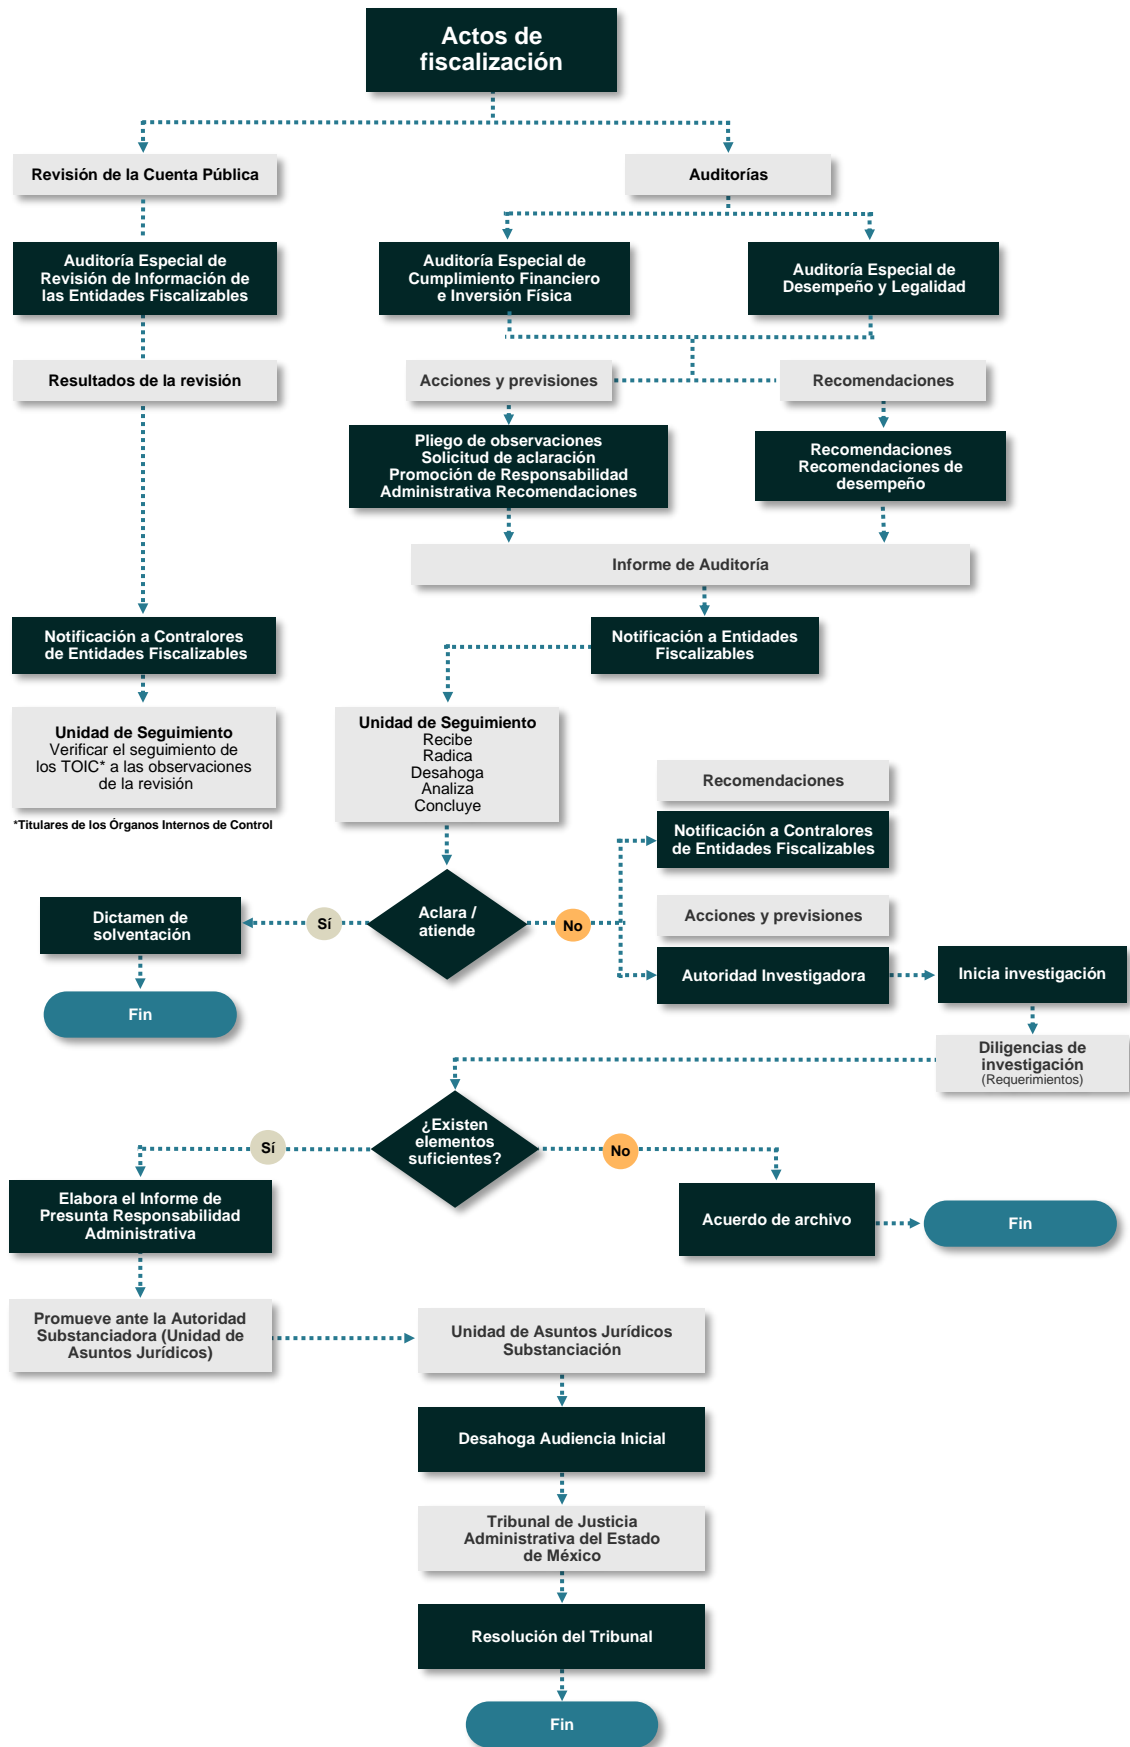 Actos de
fiscalización
Revisión de la Cuenta Pública
Auditorías
Auditoría Especial de
Revisión de Información de
las Entidades Fiscalizables
Auditoría Especial de
Cumplimiento Financiero
e Inversión Física
Auditoría Especial de
Desempeño y Legalidad
Resultados de la revisión
Acciones y previsiones
Recomendaciones
Pliego de observaciones
Solicitud de aclaración
Promoción de Responsabilidad
Administrativa Recomendaciones
Recomendaciones
Recomendaciones de
desempeño
Informe de Auditoría
Notificación a Contralores
de Entidades Fiscalizables
Notificación a Entidades
Fiscalizables
Unidad de Seguimiento
Verificar el seguimiento de
los TOIC* a las observaciones
de la revisión
*Titulares de los Órganos Internos de Control
Unidad de Seguimiento
Recibe
Radica
Desahoga
Analiza
Concluye
Recomendaciones
Notificación a Contralores
de Entidades Fiscalizables
Acciones y previsiones
Autoridad Investigadora
Inicia investigación
Aclara /
atiende
Sí
No
Dictamen de
solventación
Fin
Diligencias de
investigación
(Requerimientos)
¿Existen
elementos
suficientes?
Sí
No
Elabora el Informe de
Presunta Responsabilidad
Administrativa
Acuerdo de archivo
Fin
Promueve ante la Autoridad
Substanciadora (Unidad de
Asuntos Jurídicos)
Unidad de Asuntos Jurídicos
Substanciación
Desahoga Audiencia Inicial
Tribunal de Justicia
Administrativa del Estado
de México
Resolución del Tribunal
Fin